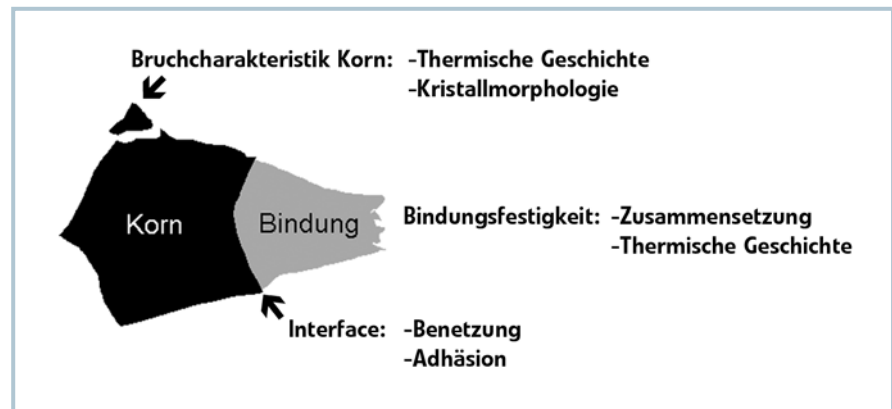 Bruchcharakteristik Korn: -Thermische Geschichte
-Kristallmorphologie
Korn
Bindung
Bindungsfestigkeit: -Zusammensetzung
-Thermische Geschichte
Interface: -Benetzung
-Adhäsion